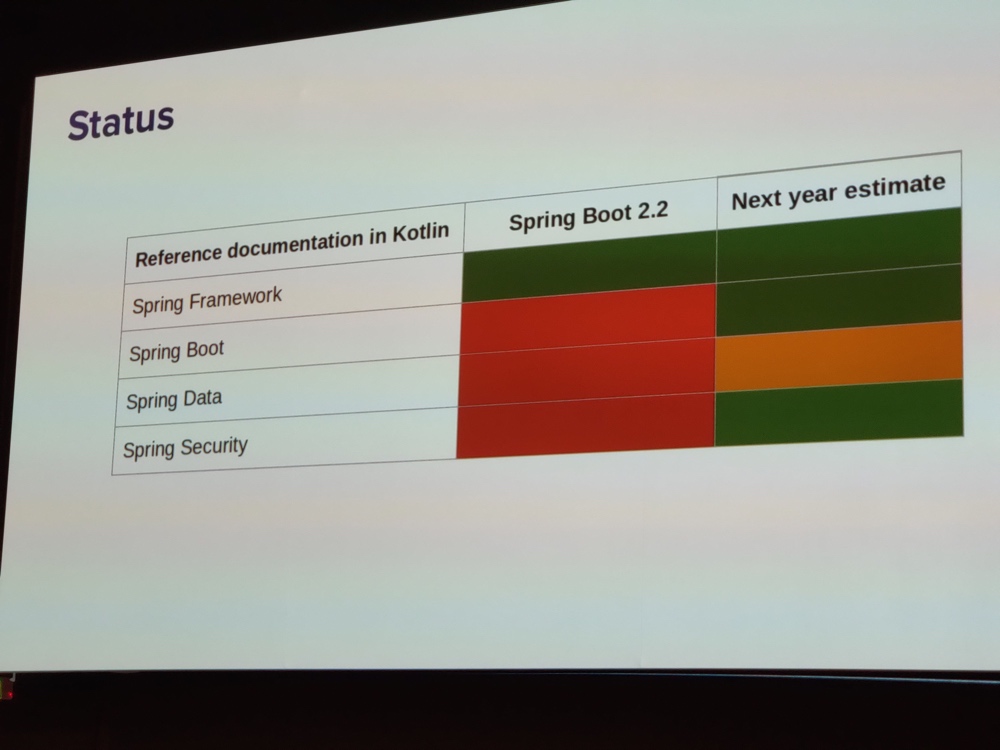 Status
Reference documentation in Kotlin Spring Boot 2.2 Next year estimate
Spring Framework
Spring Boot
Spring Data
Spring Security